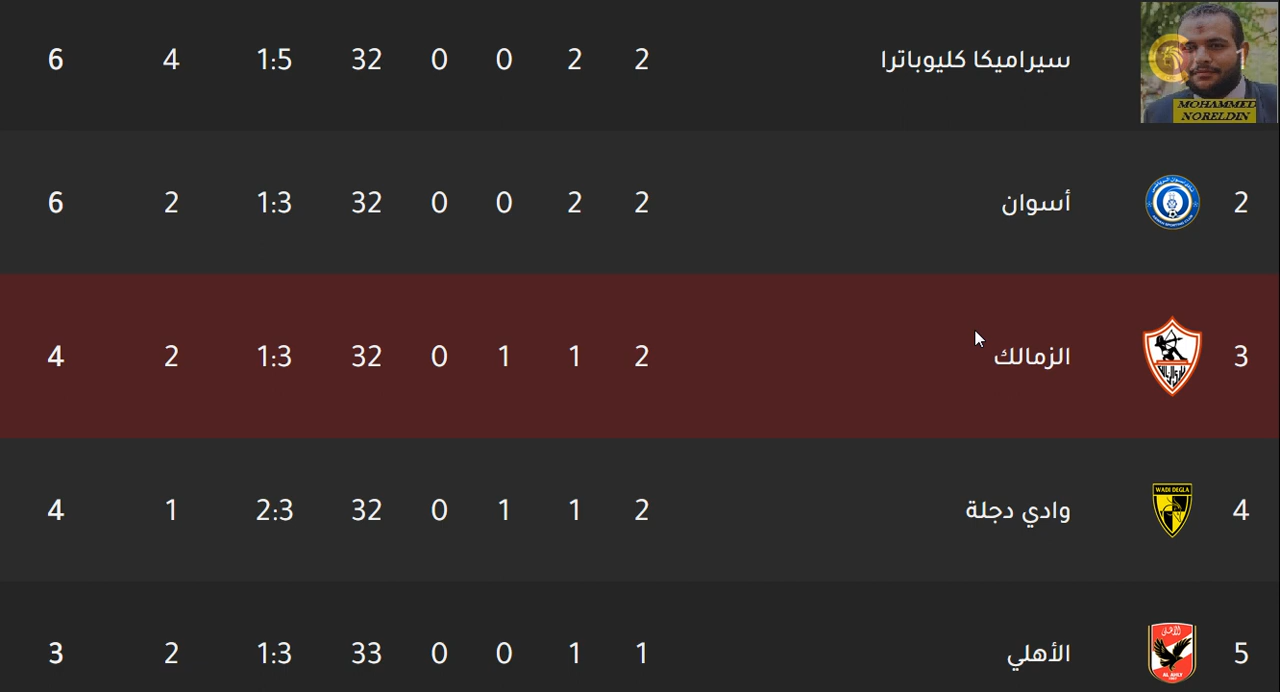 1 سيراميكا كليوباترا 2 2 0 0 32 1:5 4 6
MOHAMMED
NORELDIN
2 أسوان 2 2 0 0 32 1:3 2 6
3 الزمالك 2 1 1 0 32 1:3 2 4
4 وادي دجلة 2 1 1 0 32 2:3 1 4
WADI DEGLA
5 الأهلي 1 1 0 0 33 1:3 2 3
الأهلي
AL AHLY